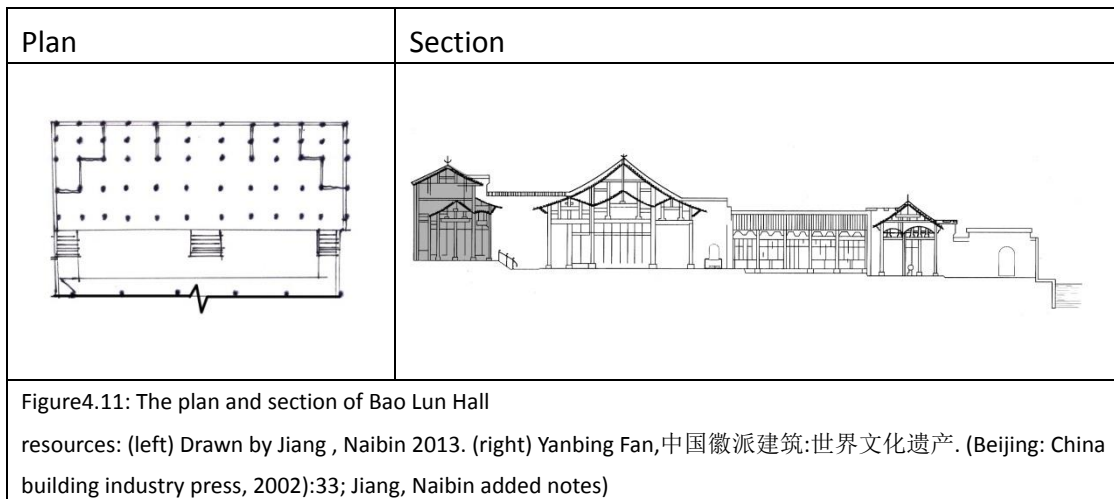 Plan
Section
Figure4.11: The plan and section of Bao Lun Hall
resources: (left) Drawn by Jiang , Naibin 2013. (right) Yanbing Fan,中国徽派建筑:世界文化遗产. (Beijing: China
building industry press, 2002):33; Jiang, Naibin added notes)